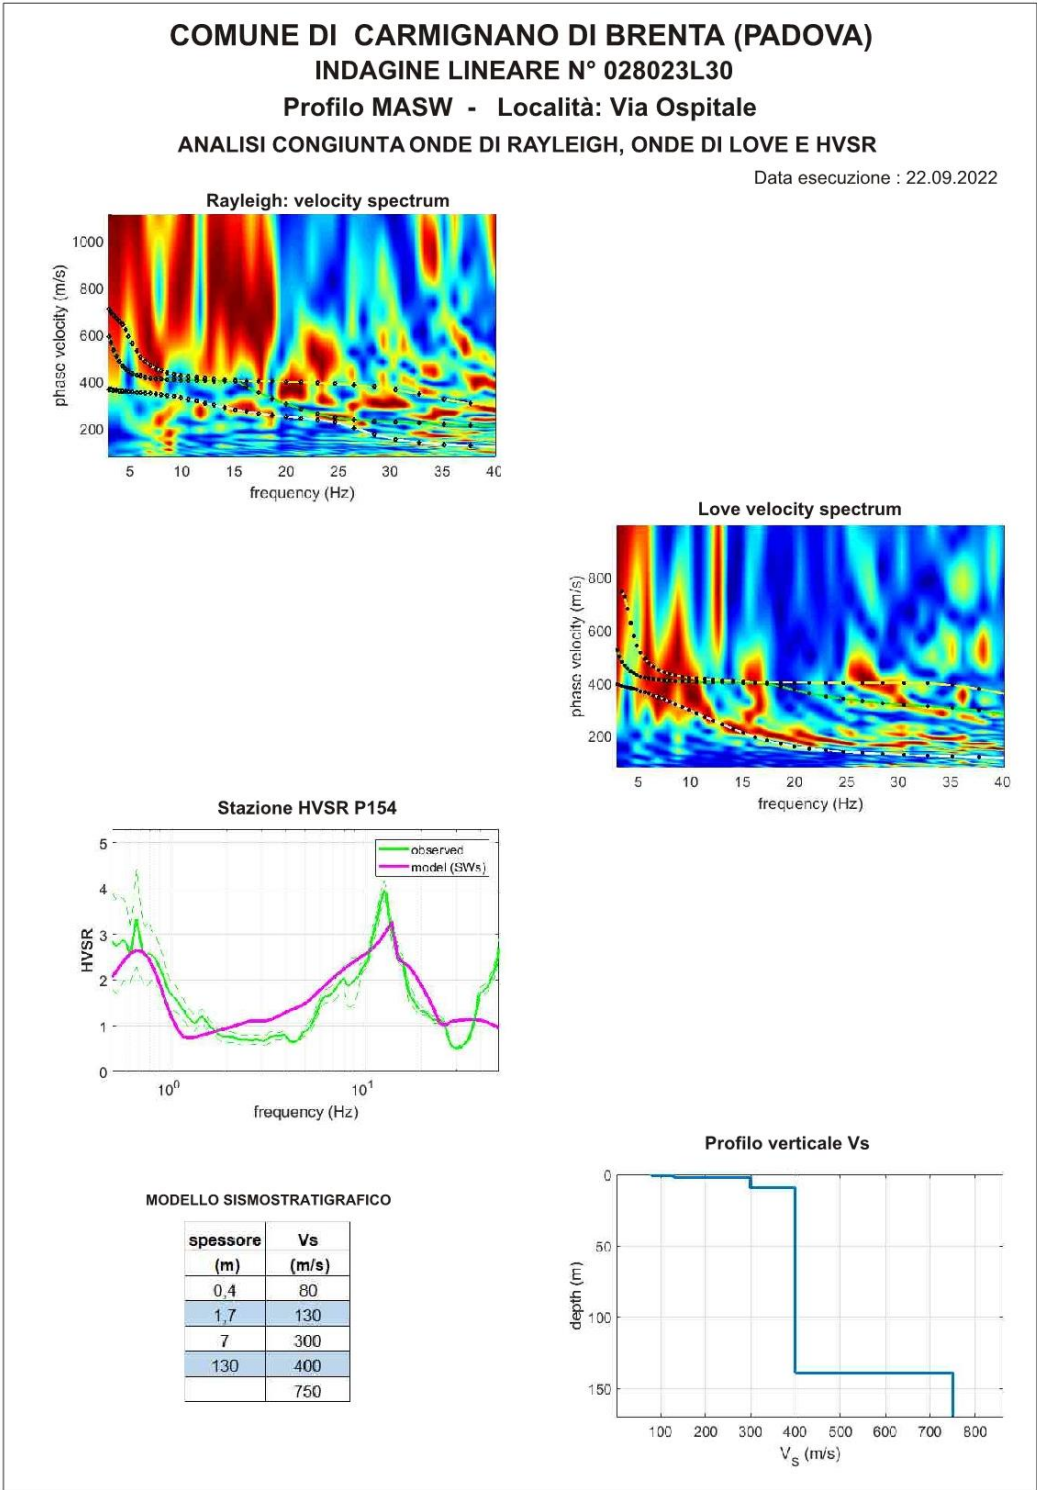 COMUNE DI CARMIGNANO DI BRENTA (PADOVA)
INDAGINE LINEARE N° 028023L30
Profilo MASW - Località: Via Ospitale
ANALISI CONGIUNTA ONDE DI RAYLEIGH, ONDE DI LOVE E HVSR
Data esecuzione : 22.09.2022
Rayleigh: velocity spectrum
phase velocity (m/s)
1000
800
600
400
200
5 10 15 20 25 30 35 40
frequency (Hz)
Love velocity spectrum
phase velocity (m/s)
800
600
400
200
5 10 15 20 25 30 35 40
frequency (Hz)
Stazione HVSR P154
observed
model (SWs)
HVSR
5
4
3
2
1
0
10⁰ 10¹
frequency (Hz)
Profilo verticale Vs
depth (m)
0
50
100
150
100 200 300 400 500 600 700 800
V_S (m/s)
MODELLO SISMOSTRATIGRAFICO
spessore Vs
(m) (m/s)
0,4 80
1,7 130
7 300
130 400
750